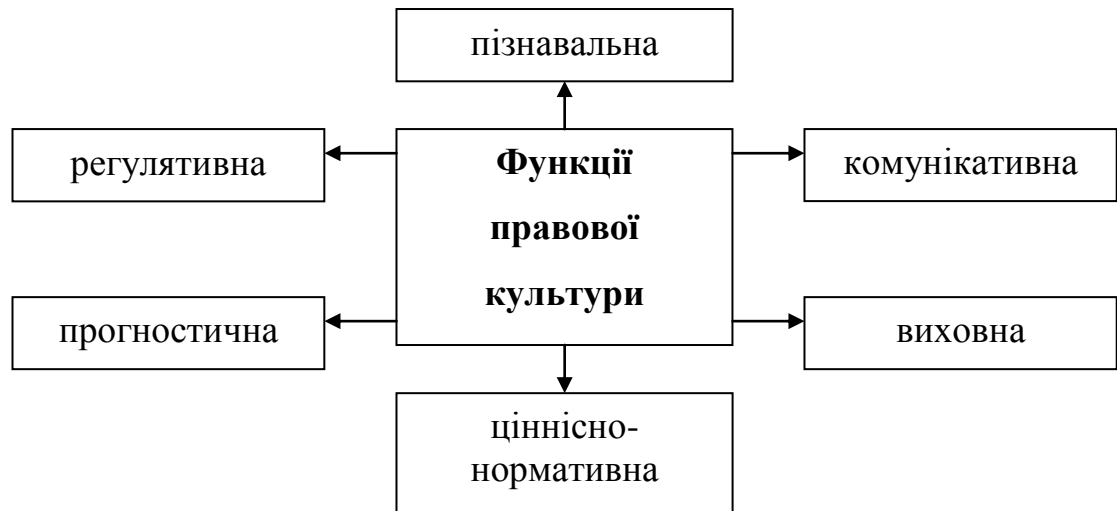 пізнавальна
регулятивна
Функції
правової
культури
комунікативна
прогностична
виховна
ціннісно-
нормативна